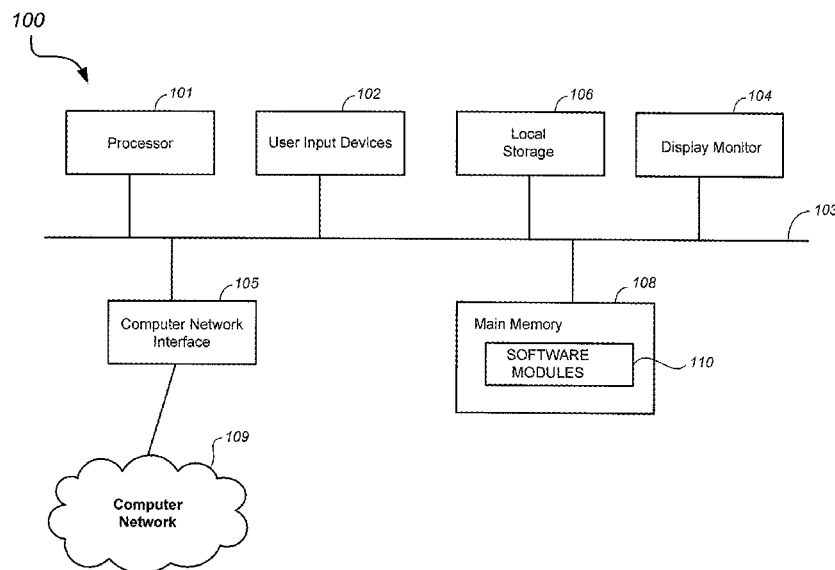 100
101
102
106
104
Processor
User Input Devices
Local
Storage
Display Monitor
103
105
108
Computer Network
Interface
Main Memory
SOFTWARE
MODULES
110
109
Computer
Network